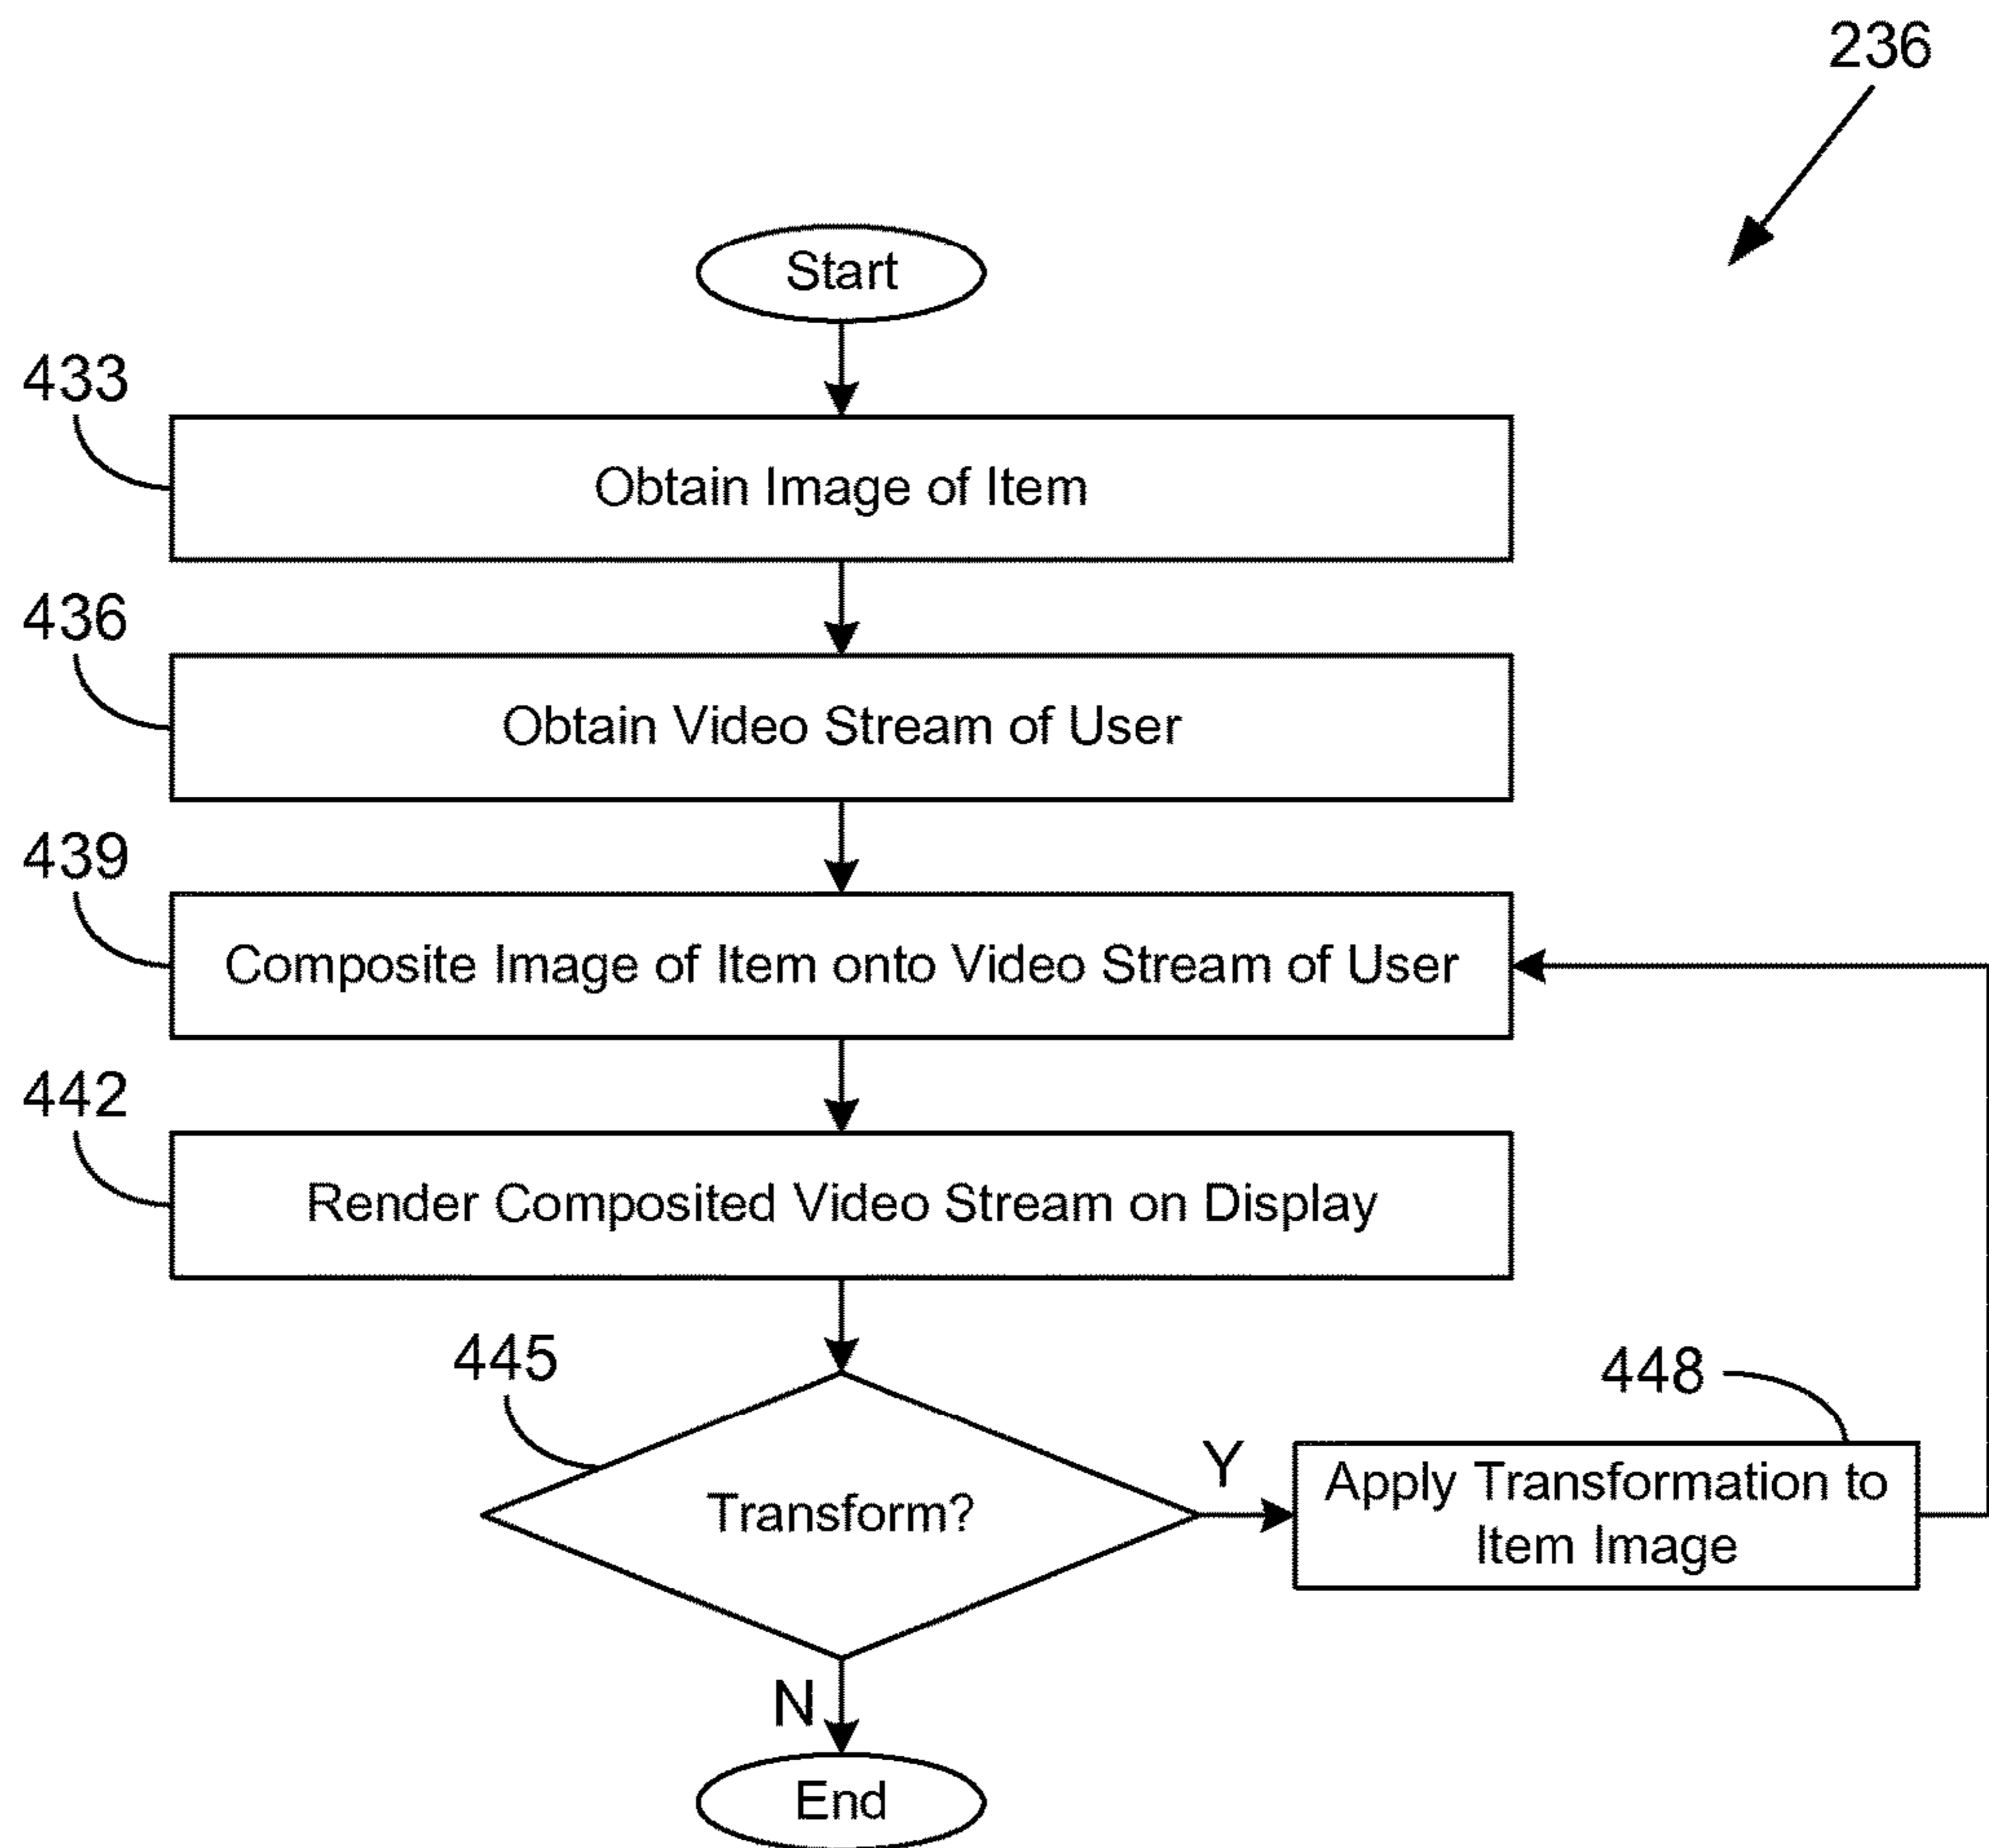 236
Start
433
Obtain Image of Item
436
Obtain Video Stream of User
439
Composite Image of Item onto Video Stream of User
442
Render Composited Video Stream on Display
445
Transform?
Y
448
Apply Transformation to
Item Image
N
End